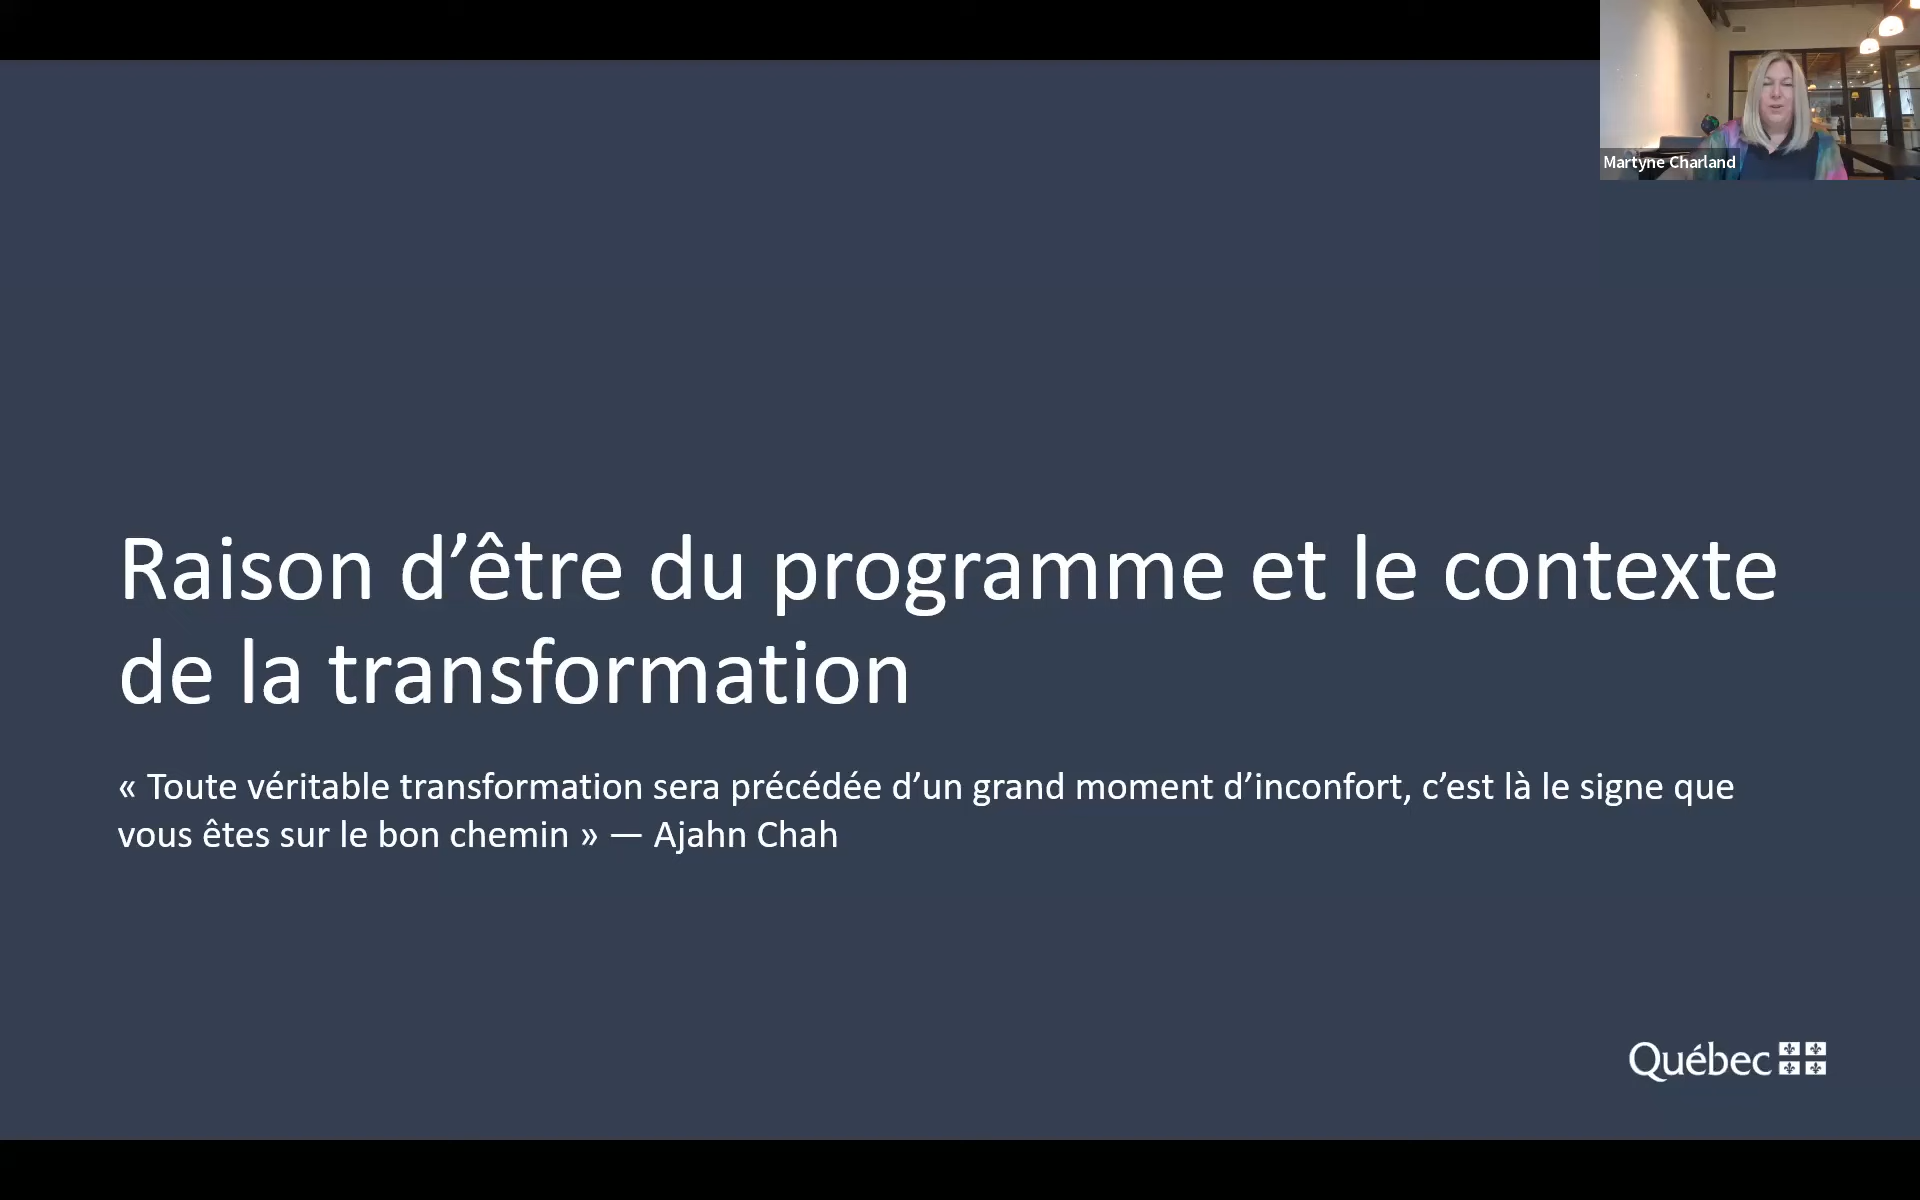 Martyne Charland
Raison d’être du programme et le contexte
de la transformation
« Toute véritable transformation sera précédée d’un grand moment d’inconfort, c’est là le signe que
vous êtes sur le bon chemin » — Ajahn Chah
Québec